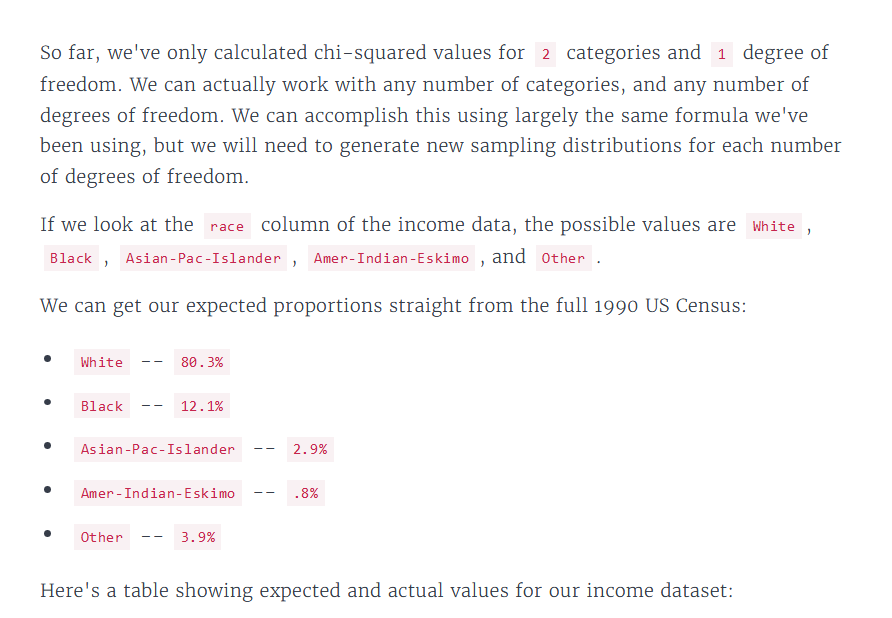 So far, we've only calculated chi-squared values for 2 categories and 1 degree of
freedom. We can actually work with any number of categories, and any number of
degrees of freedom. We can accomplish this using largely the same formula we've
been using, but we will need to generate new sampling distributions for each number
of degrees of freedom.
If we look at the race column of the income data, the possible values are White ,
Black , Asian-Pac-Islander , Amer-Indian-Eskimo , and Other .
We can get our expected proportions straight from the full 1990 US Census:
• White -- 80.3%
• Black -- 12.1%
• Asian-Pac-Islander -- 2.9%
• Amer-Indian-Eskimo -- .8%
• Other -- 3.9%
Here's a table showing expected and actual values for our income dataset: